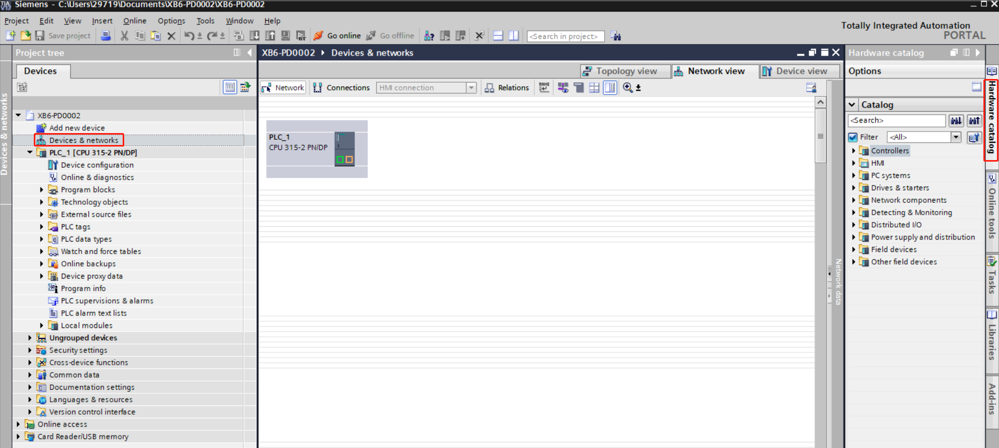 Siemens - C:\Users\29719\Documents\XB6-PD0002\XB6-PD0002
Project Edit View Insert Online Options Tools Window Help
Totally Integrated Automation
PORTAL
Save project
Go online
Go offline
<Search in project>
Project tree
XB6-PD0002 Devices & networks
Hardware catalog
Devices
Topology view
Network view
Device view
Options
Network
Connections
HMI connection
Relations
Devices & networks
XB6-PD0002
Add new device
Devices & networks
PLC_1 [CPU 315-2 PN/DP]
Device configuration
Online & diagnostics
Program blocks
Technology objects
External source files
PLC tags
PLC data types
Watch and force tables
Online backups
Device proxy data
Program info
PLC supervisions & alarms
PLC alarm text lists
Local modules
Ungrouped devices
Security settings
Cross-device functions
Common data
Documentation settings
Languages & resources
Version control interface
Online access
Card Reader/USB memory
PLC_1
CPU 315-2 PN/DP
Network data
Catalog
<Search>
Filter
<All>
Controllers
HMI
PC systems
Drives & starters
Network components
Detecting & Monitoring
Distributed I/O
Power supply and distribution
Field devices
Other field devices
Hardware catalog
Online tools
Tasks
Libraries
Add-ins